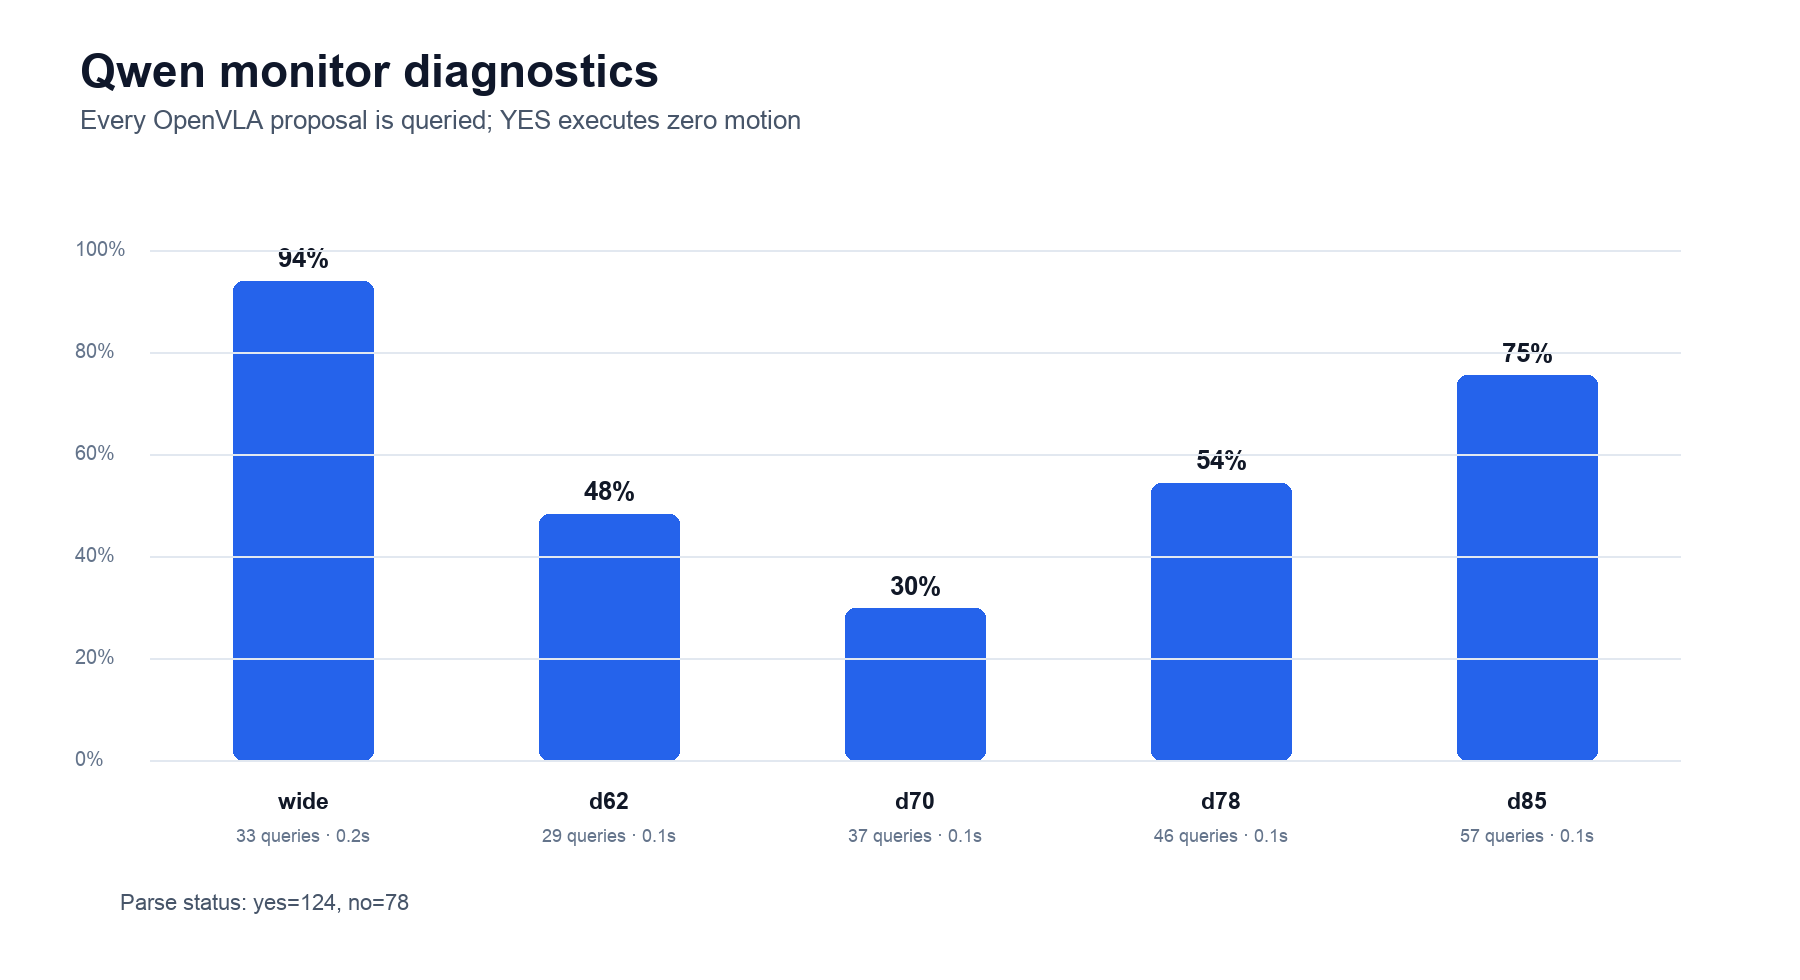 Qwen monitor diagnostics
Every OpenVLA proposal is queried; YES executes zero motion
100%
94%
80%
75%
60%
54%
48%
40%
30%
20%
0%
wide d62 d70 d78 d85
33 queries · 0.2s 29 queries · 0.1s 37 queries · 0.1s 46 queries · 0.1s 57 queries · 0.1s
Parse status: yes=124, no=78